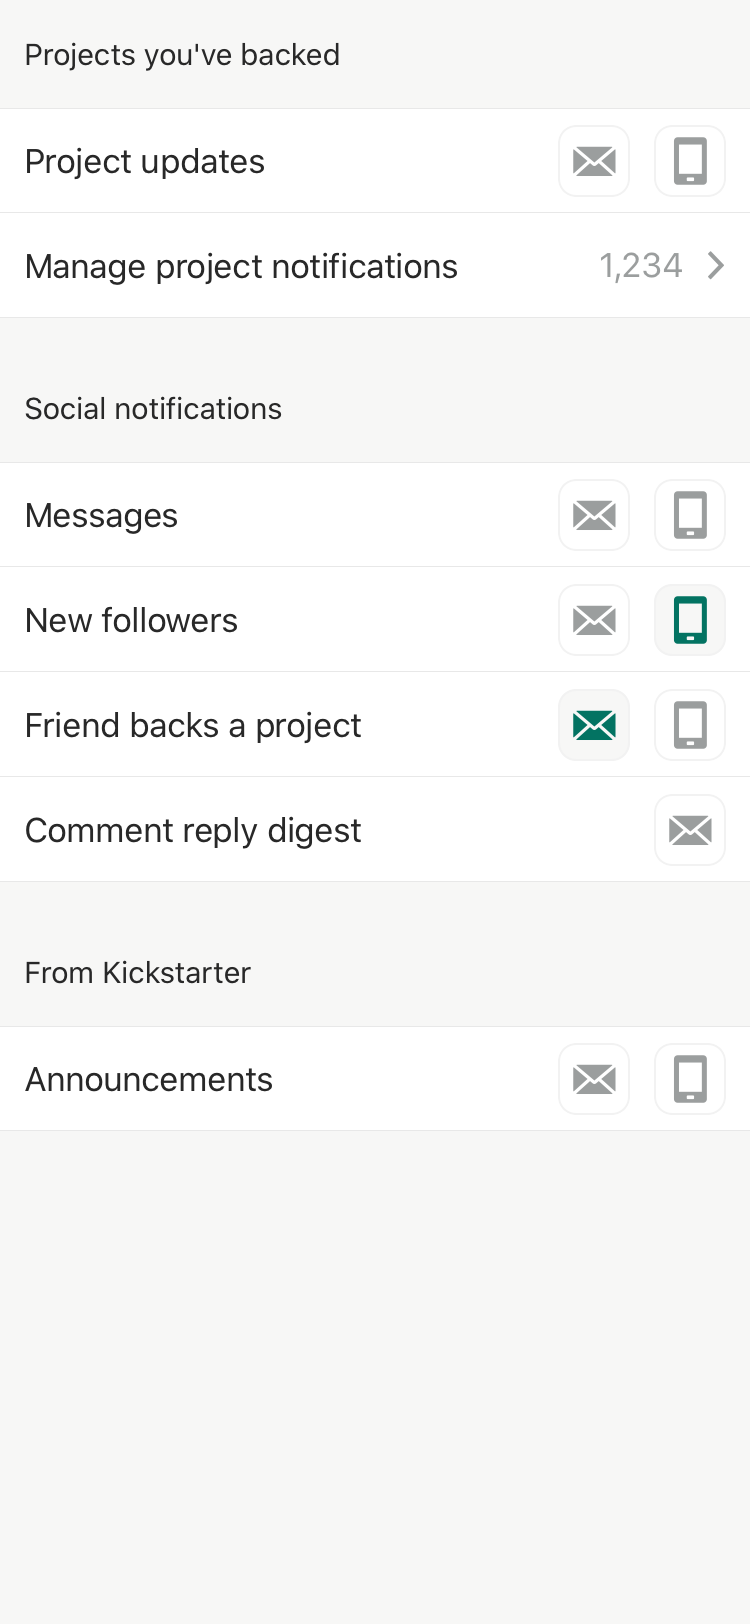 Projects you've backed
Project updates
Manage project notifications 1,234
Social notifications
Messages
New followers
Friend backs a project
Comment reply digest
From Kickstarter
Announcements